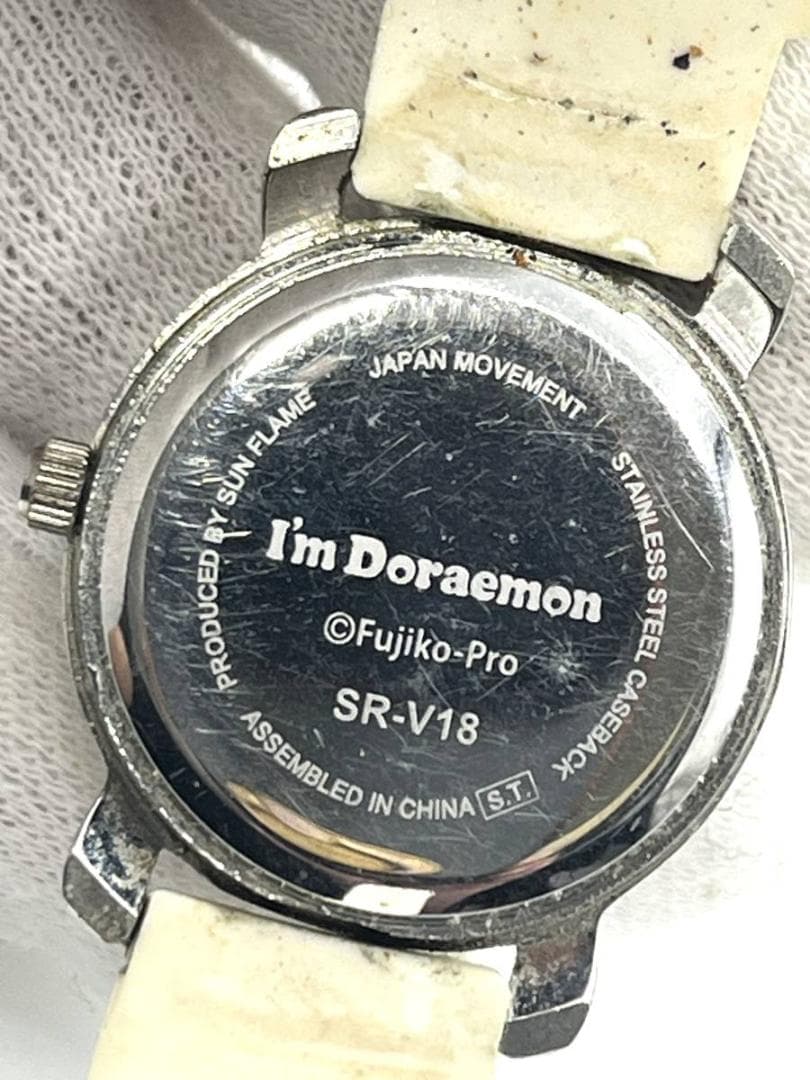 JAPAN MOVEMENT
STAINLESS STEEL CASEBACK
PRODUCED BY SUN FLAME
I'm Doraemon
©Fujiko-Pro
SR-V18
ASSEMBLED IN CHINA S.T.